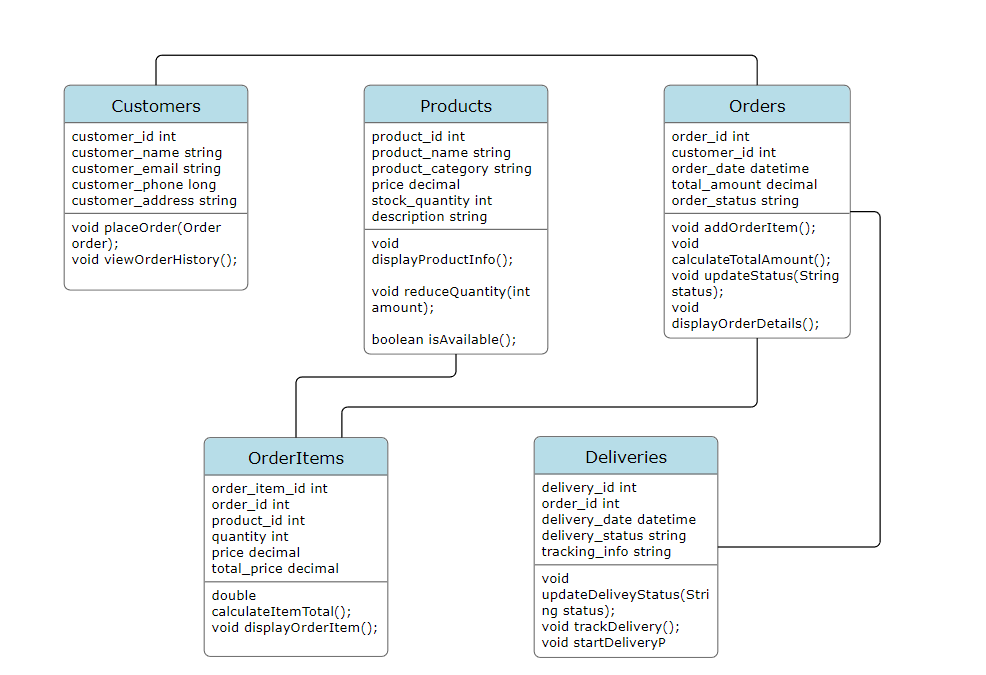 Customers
customer_id int
customer_name string
customer_email string
customer_phone long
customer_address string
void placeOrder(Order
order);
void viewOrderHistory();
Products
product_id int
product_name string
product_category string
price decimal
stock_quantity int
description string
void
displayProductInfo();
void reduceQuantity(int
amount);
boolean isAvailable();
Orders
order_id int
customer_id int
order_date datetime
total_amount decimal
order_status string
void addOrderItem();
void
calculateTotalAmount();
void updateStatus(String
status);
void
displayOrderDetails();
OrderItems
order_item_id int
order_id int
product_id int
quantity int
price decimal
total_price decimal
double
calculateItemTotal();
void displayOrderItem();
Deliveries
delivery_id int
order_id int
delivery_date datetime
delivery_status string
tracking_info string
void
updateDeliveyStatus(Stri
ng status);
void trackDelivery();
void startDeliveryP